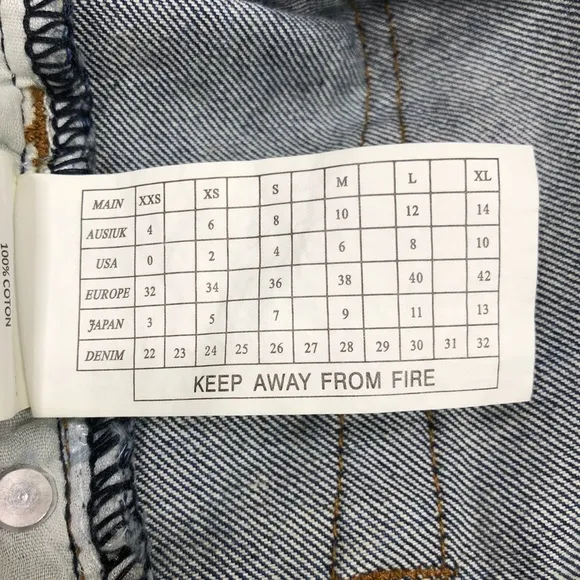 MAIN XXS XS S M L XL
AUSIUK 4 6 8 10 12 14
USA 0 2 4 6 8 10
EUROPE 32 34 36 38 40 42
JAPAN 3 5 7 9 11 13
DENIM 22 23 24 25 26 27 28 29 30 31 32
KEEP AWAY FROM FIRE
100% COTON